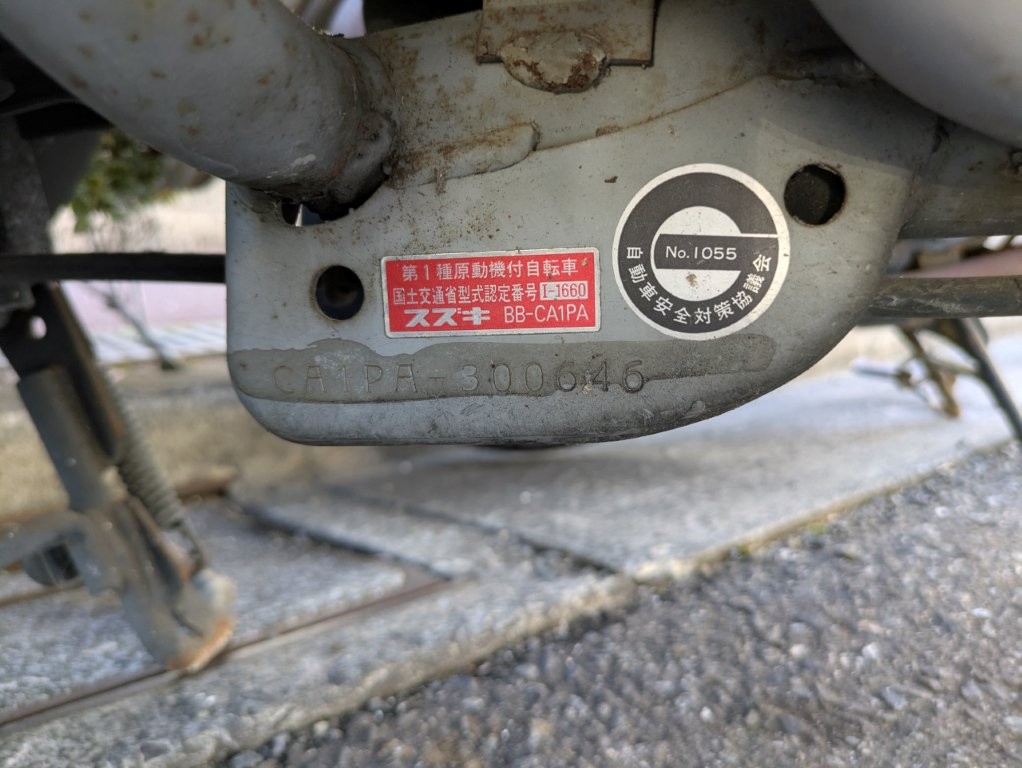 第1種原動機付自転車
国土交通省型式認定番号 I-1660
スズキ BB-CA1PA
No.1055
自動車安全対策協議会
CA1PA-300646